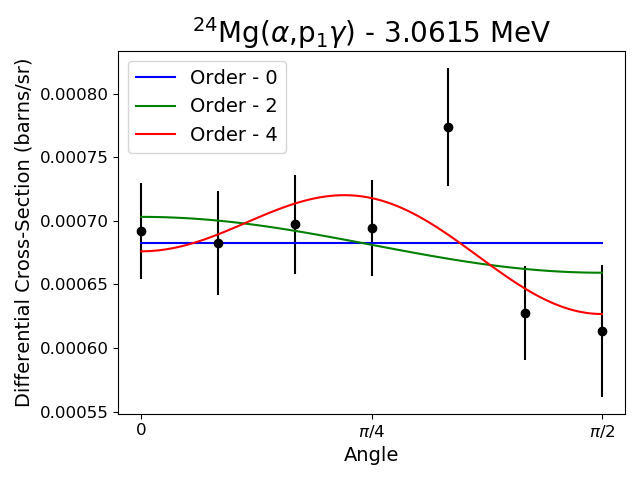 ²⁴Mg(α,p₁γ) - 3.0615 MeV
Order - 0
Order - 2
Order - 4
Differential Cross-Section (barns/sr)
0.00080
0.00075
0.00070
0.00065
0.00060
0.00055
0 π/4 π/2
Angle